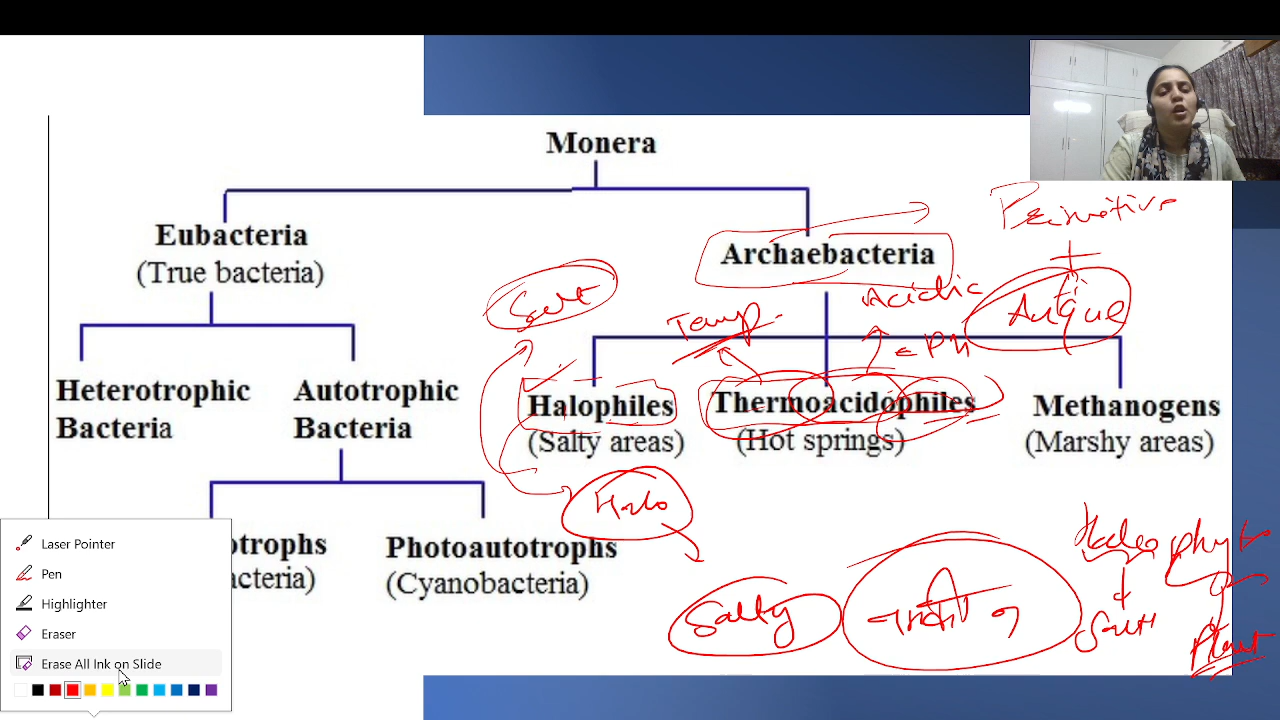 Monera
Eubacteria
(True bacteria)
Archaebacteria
Primitive
Antique
Acidic
PH
Temp.
Salt
Heterotrophic
Bacteria
Autotrophic
Bacteria
Halophiles
(Salty areas)
Thermoacidophiles
(Hot springs)
Methanogens
(Marshy areas)
Halo
otrophs
acteria)
Photoautotrophs
(Cyanobacteria)
Salty
Salt
Plant
Laser Pointer
Pen
Highlighter
Eraser
Erase All Ink on Slide